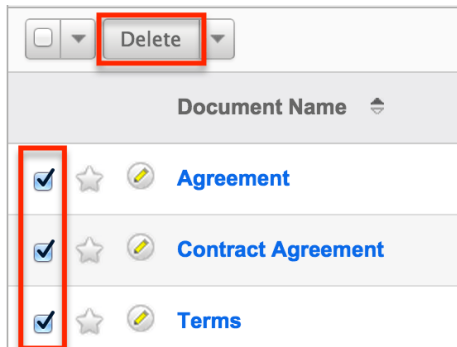 Delete
Document Name
Agreement
Contract Agreement
Terms